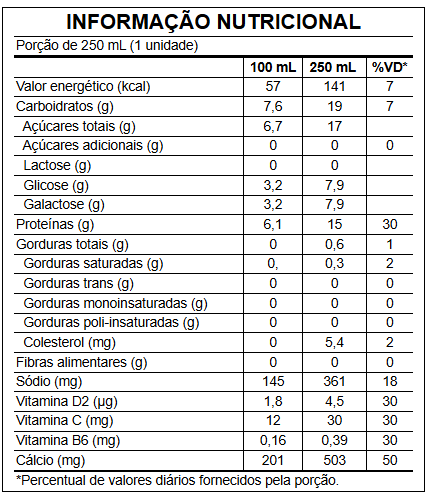 INFORMAÇÃO NUTRICIONAL
Porção de 250 mL (1 unidade)
100 mL 250 mL %VD*
Valor energético (kcal) 57 141 7
Carboidratos (g) 7,6 19 7
Açúcares totais (g) 6,7 17
Açúcares adicionais (g) 0 0 0
Lactose (g) 0 0
Glicose (g) 3,2 7,9
Galactose (g) 3,2 7,9
Proteínas (g) 6,1 15 30
Gorduras totais (g) 0 0,6 1
Gorduras saturadas (g) 0, 0,3 2
Gorduras trans (g) 0 0 0
Gorduras monoinsaturadas (g) 0 0 0
Gorduras poli-insaturadas (g) 0 0 0
Colesterol (mg) 0 5,4 2
Fibras alimentares (g) 0 0 0
Sódio (mg) 145 361 18
Vitamina D2 (µg) 1,8 4,5 30
Vitamina C (mg) 12 30 30
Vitamina B6 (mg) 0,16 0,39 30
Cálcio (mg) 201 503 50
*Percentual de valores diários fornecidos pela porção.